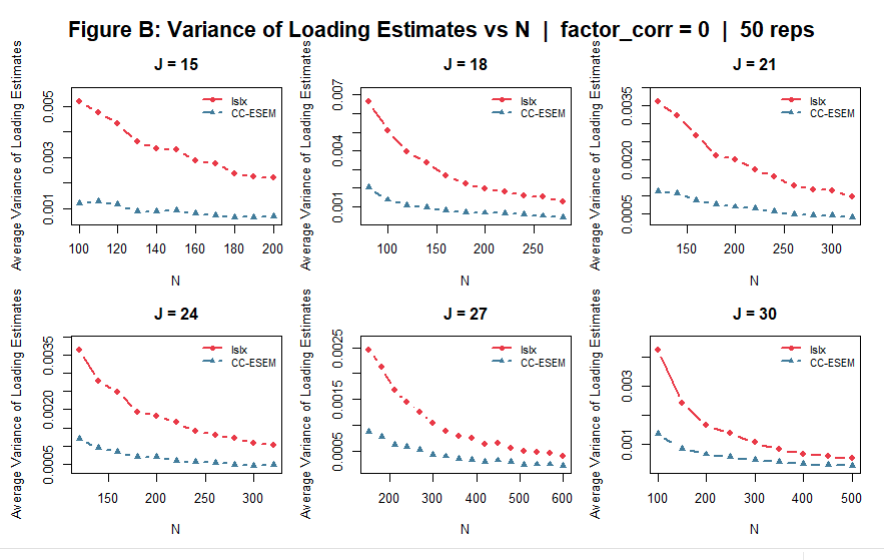 Figure B: Variance of Loading Estimates vs N | factor_corr = 0 | 50 reps
J = 15
Average Variance of Loading Estimates
0.001 0.003 0.005
lslx
CC-ESEM
100 120 140 160 180 200
N
J = 18
Average Variance of Loading Estimates
0.001 0.004 0.007
lslx
CC-ESEM
100 150 200 250
N
J = 21
Average Variance of Loading Estimates
0.0005 0.0020 0.0035
lslx
CC-ESEM
150 200 250 300
N
J = 24
Average Variance of Loading Estimates
0.0005 0.0020 0.0035
lslx
CC-ESEM
150 200 250 300
N
J = 27
Average Variance of Loading Estimates
0.0005 0.0015 0.0025
lslx
CC-ESEM
200 300 400 500 600
N
J = 30
Average Variance of Loading Estimates
0.001 0.003
lslx
CC-ESEM
100 200 300 400 500
N